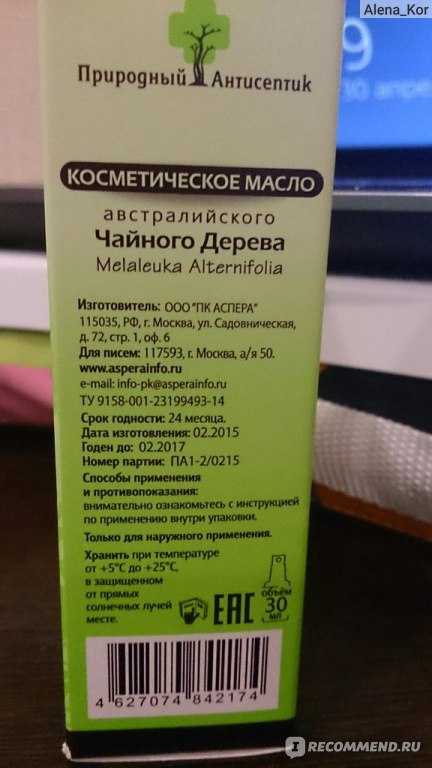 Alena_Kor
9
30 апре
Природный Антисептик
КОСМЕТИЧЕСКОЕ МАСЛО
австралийского
Чайного Дерева
Melaleuka Alternifolia
Изготовитель: ООО "ПК АСПЕРА"
115035, РФ, г. Москва, ул. Садовническая,
д. 72, стр. 1, оф. 6
Для писем: 117593, г. Москва, а/я 50.
www.asperainfo.ru
e-mail: info-pk@asperainfo.ru
ТУ 9158-001-23199493-14
Срок годности: 24 месяца.
Дата изготовления: 02.2015
Годен до: 02.2017
Номер партии: ПА1-2/0215
Способы применения
и противопоказания:
внимательно ознакомьтесь с инструкцией
по применению внутри упаковки.
Только для наружного применения.
Хранить при температуре
от +5°C до +25°C,
в защищенном
от прямых
солнечных лучей
месте.
EAC
объём
30
мл
4 627074 842174
IRECOMMEND.RU